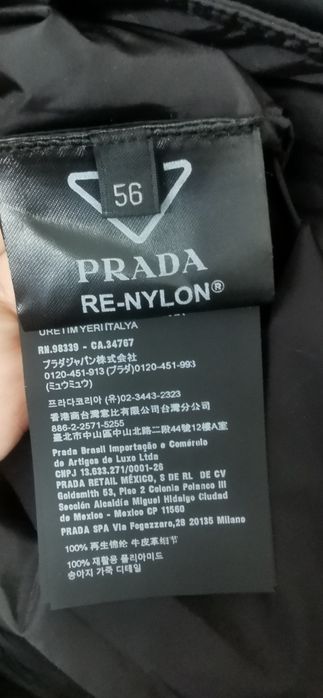 56
PRADA
RE-NYLON®
ÜRETİM YERİ İTALYA
RN.98339 - CA.34767
プラダジャパン株式会社
0120-451-913 (プラダ) 0120-451-993
(ミュウミュウ)
프라다코리아 (유) 02-3443-2323
香港商台灣意比爾有限公司台灣分公司
886-2-2571-5255
臺北市中山區中山北路二段44號12樓A室
Prada Brasil Importação e Comércio
de Artigos de Luxo Ltda
CNPJ 13.633.271/0001-26
PRADA RETAIL MÉXICO, S DE RL DE CV
Goldsmith 53, Piso 2 Colonia Polanco III
Sección Alcaldía Miguel Hidalgo Ciudad
de Mexico - Mexico CP 11560
PRADA SPA Via Fogazzaro,28 20135 Milano
100% 再生锦纶 牛皮革细节
100% 재활용 폴리아미드
송아지 가죽 디테일